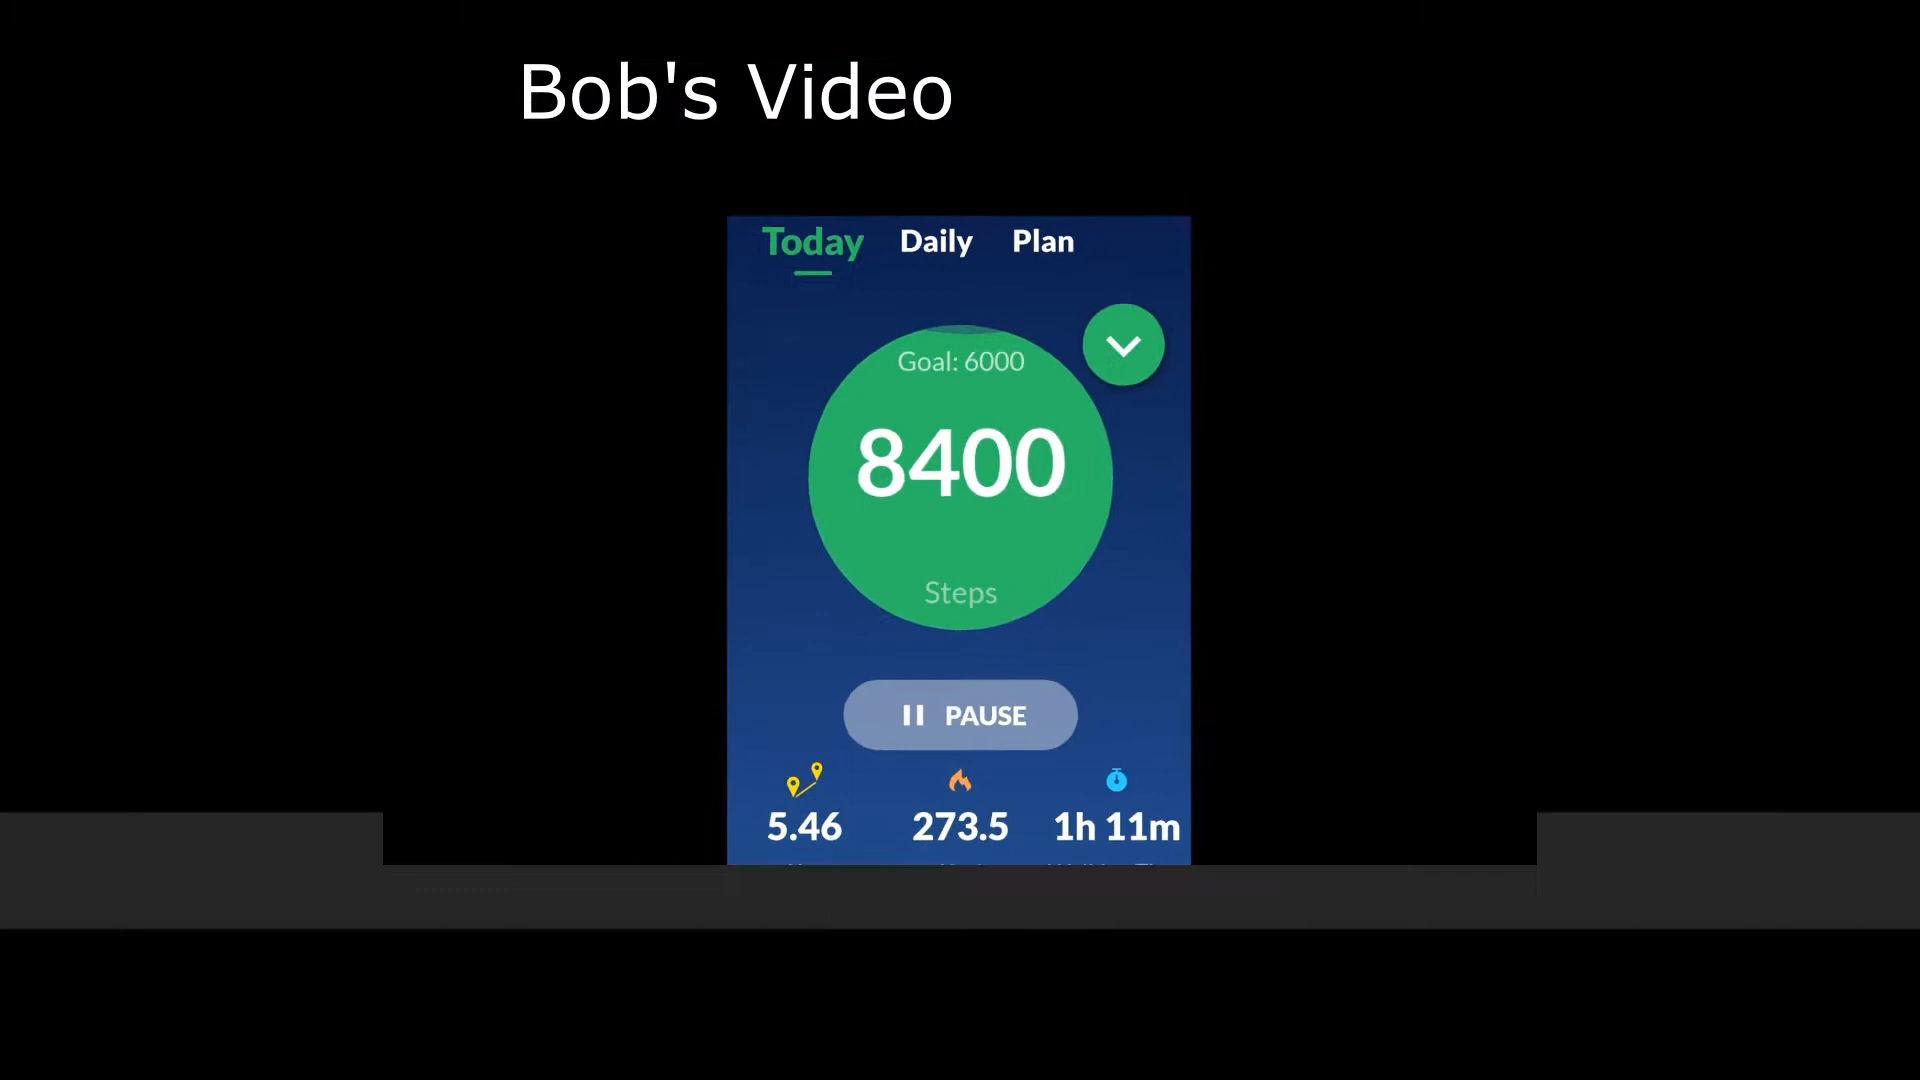 Bob's Video
Today Daily Plan
Goal: 6000
8400
Steps
PAUSE
5.46 273.5 1h 11m